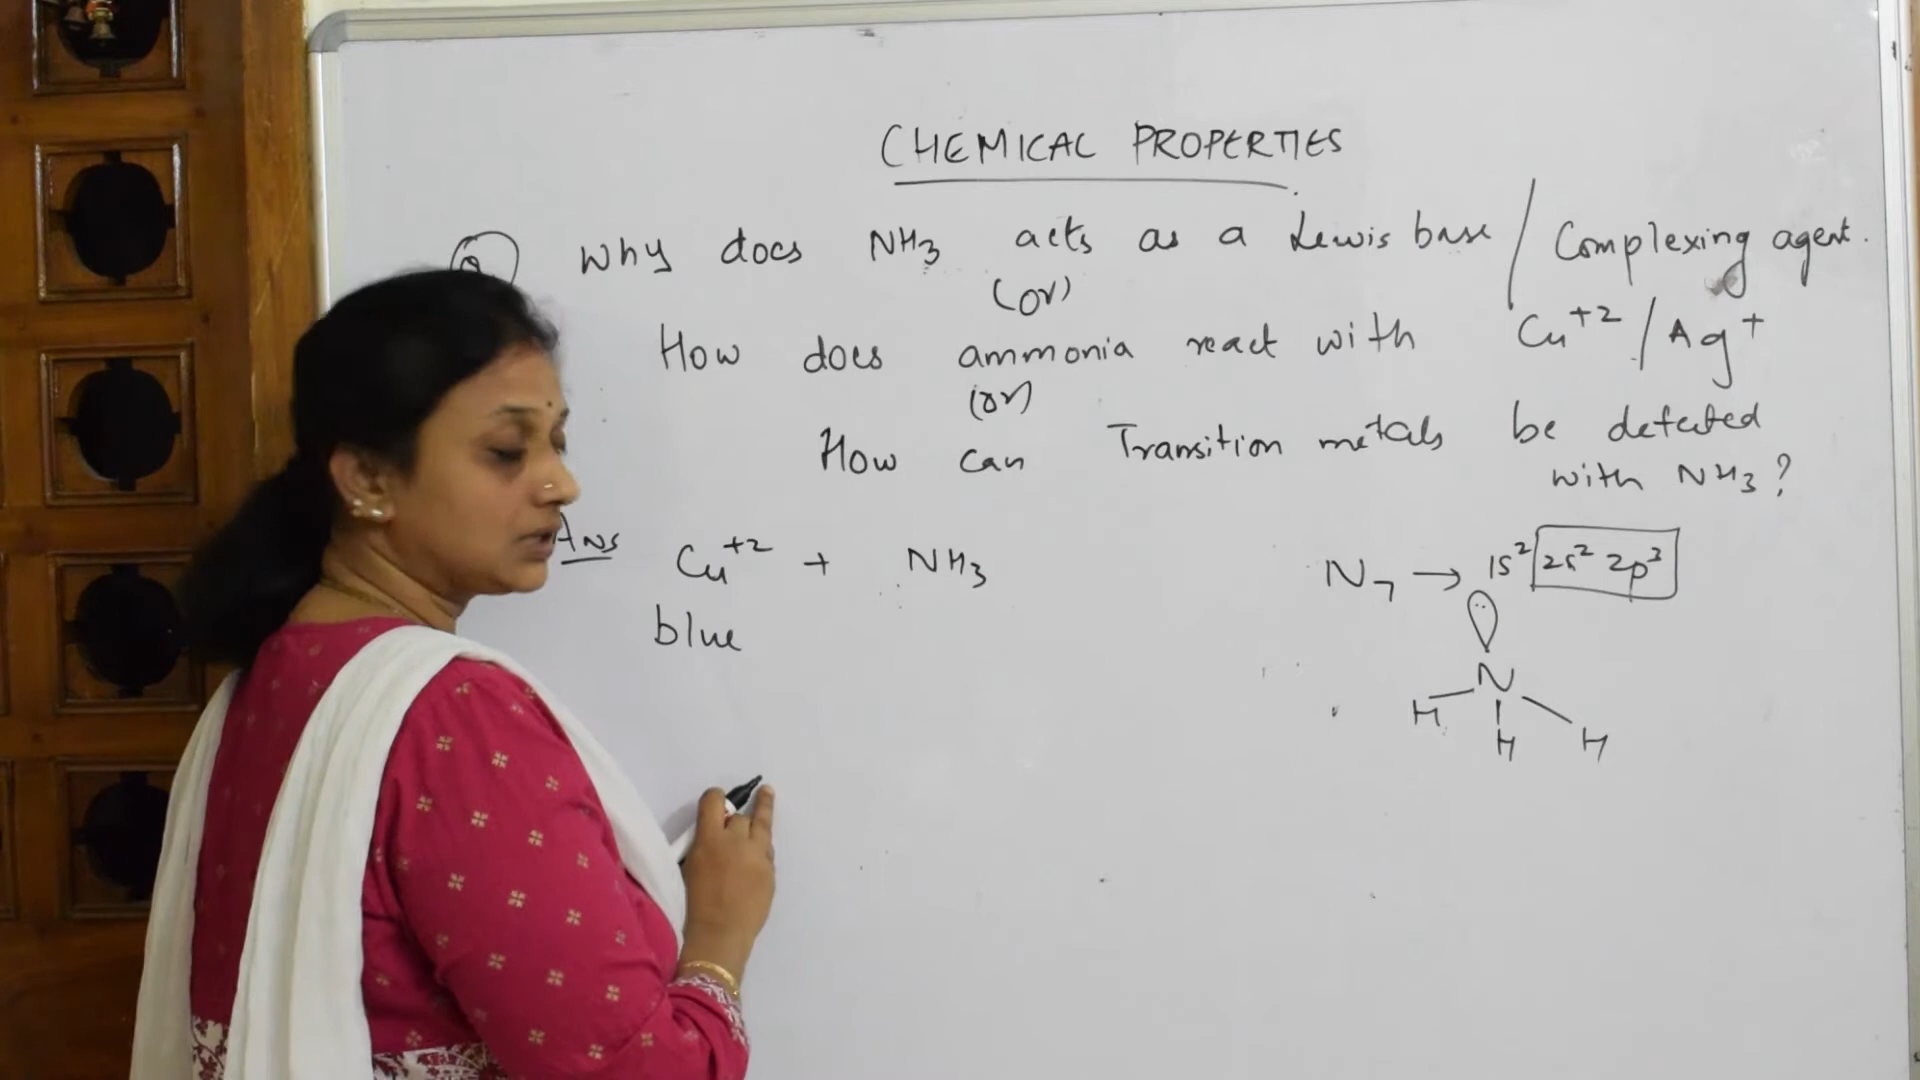 CHEMICAL PROPERTIES
Q Why does NH₃ acts as a Lewis base / Complexing agent.
(or)
How does ammonia react with Cu⁺² / Ag⁺
(or)
How can Transition metals be detected
with NH₃ ?
Ans Cu⁺² + NH₃
blue
N₇ → 1s² 2s² 2p³
N
H H H